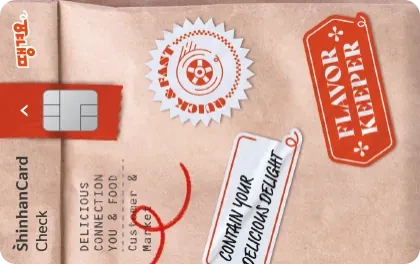 땡겨요
QUICK & FAST
FLAVOR
KEEPER
CONTAIN YOUR
DELICIOUS DELIGHT
DELICIOUS
CONNECTION
YOU & FOOD
Customer &
Market
ShinhanCard
Check